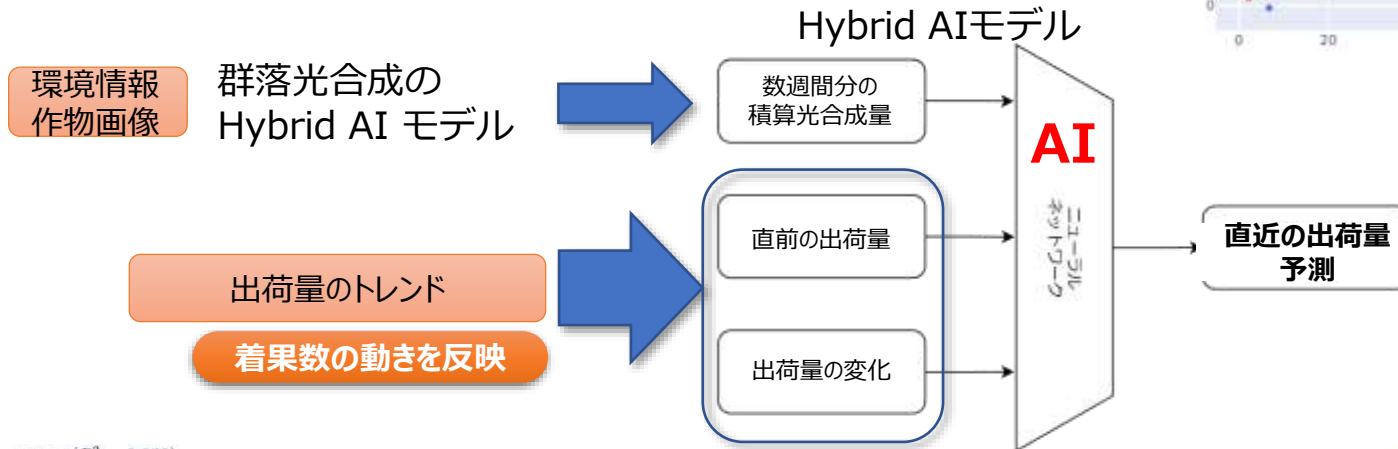 Hybrid AIモデル
0
0
20
環境情報
作物画像
群落光合成の
Hybrid AI モデル
数週間分の
積算光合成量
AI
ニューラル
ネットワーク
直前の出荷量
直近の出荷量
予測
出荷量のトレンド
着果数の動きを反映
出荷量の変化